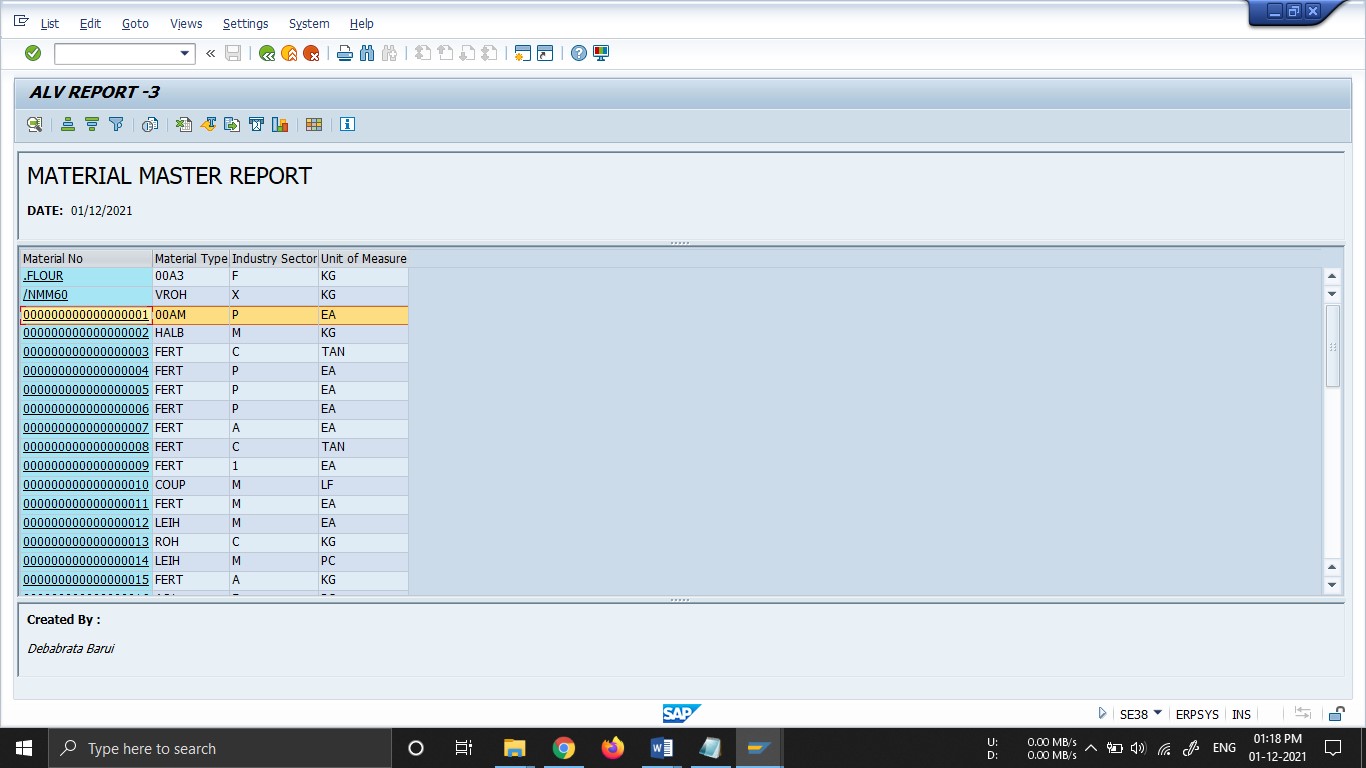 List Edit Goto Views Settings System Help
ALV REPORT -3
MATERIAL MASTER REPORT
DATE: 01/12/2021
Material No Material Type Industry Sector Unit of Measure
.FLOUR 00A3 F KG
/NMM60 VROH X KG
000000000000000001 00AM P EA
000000000000000002 HALB M KG
000000000000000003 FERT C TAN
000000000000000004 FERT P EA
000000000000000005 FERT P EA
000000000000000006 FERT P EA
000000000000000007 FERT A EA
000000000000000008 FERT C TAN
000000000000000009 FERT 1 EA
000000000000000010 COUP M LF
000000000000000011 FERT M EA
000000000000000012 LEIH M EA
000000000000000013 ROH C KG
000000000000000014 LEIH M PC
000000000000000015 FERT A KG
Created By :
Debabrata Barui
SAP
SE38 ERPSYS INS
Type here to search
U: 0.00 MB/s
D: 0.00 MB/s
ENG
01:18 PM
01-12-2021